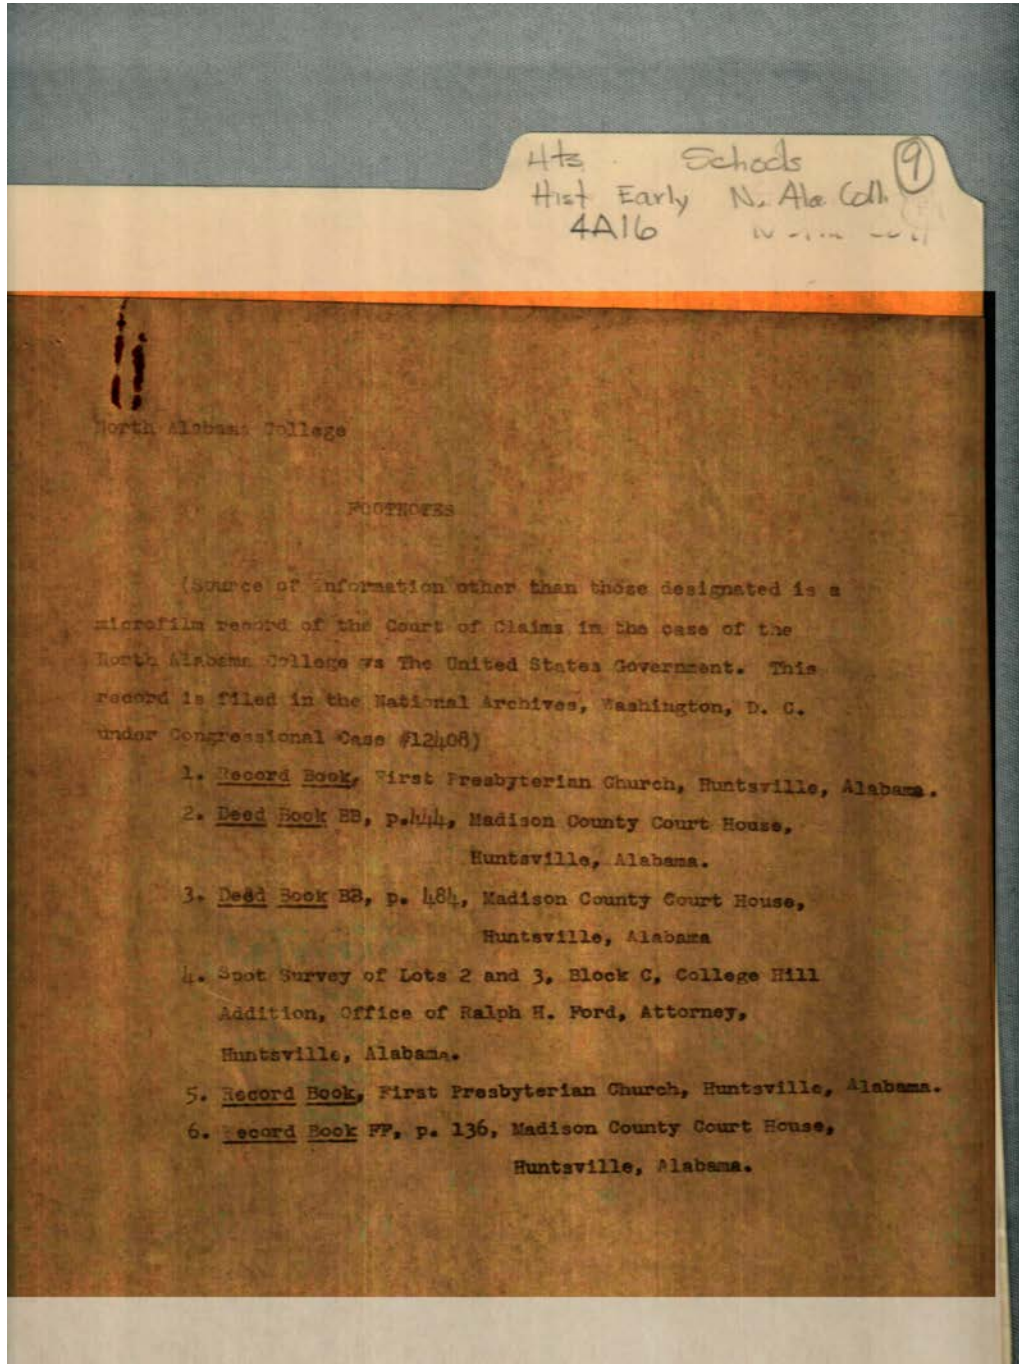 Hts Schools 9
Hist Early N. Ala Coll.
4A16
North Alabama College
FOOTNOTES
(Source of information other than those designated is a
microfilm record of the Court of Claims in the case of the
North Alabama College vs The United States Government. This
record is filed in the National Archives, Washington, D. C.
under Congressional Case #12408)
1. Record Book, First Presbyterian Church, Huntsville, Alabama.
2. Deed Book BB, p.444, Madison County Court House,
Huntsville, Alabama.
3. Deed Book BB, p. 484, Madison County Court House,
Huntsville, Alabama
4. Spot Survey of Lots 2 and 3, Block C, College Hill
Addition, Office of Ralph H. Ford, Attorney,
Huntsville, Alabama.
5. Record Book, First Presbyterian Church, Huntsville, Alabama.
6. Record Book FF, p. 136, Madison County Court House,
Huntsville, Alabama.